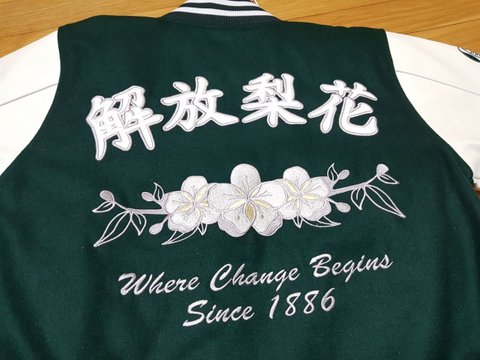 解放梨花
Where Change Begins
Since 1886